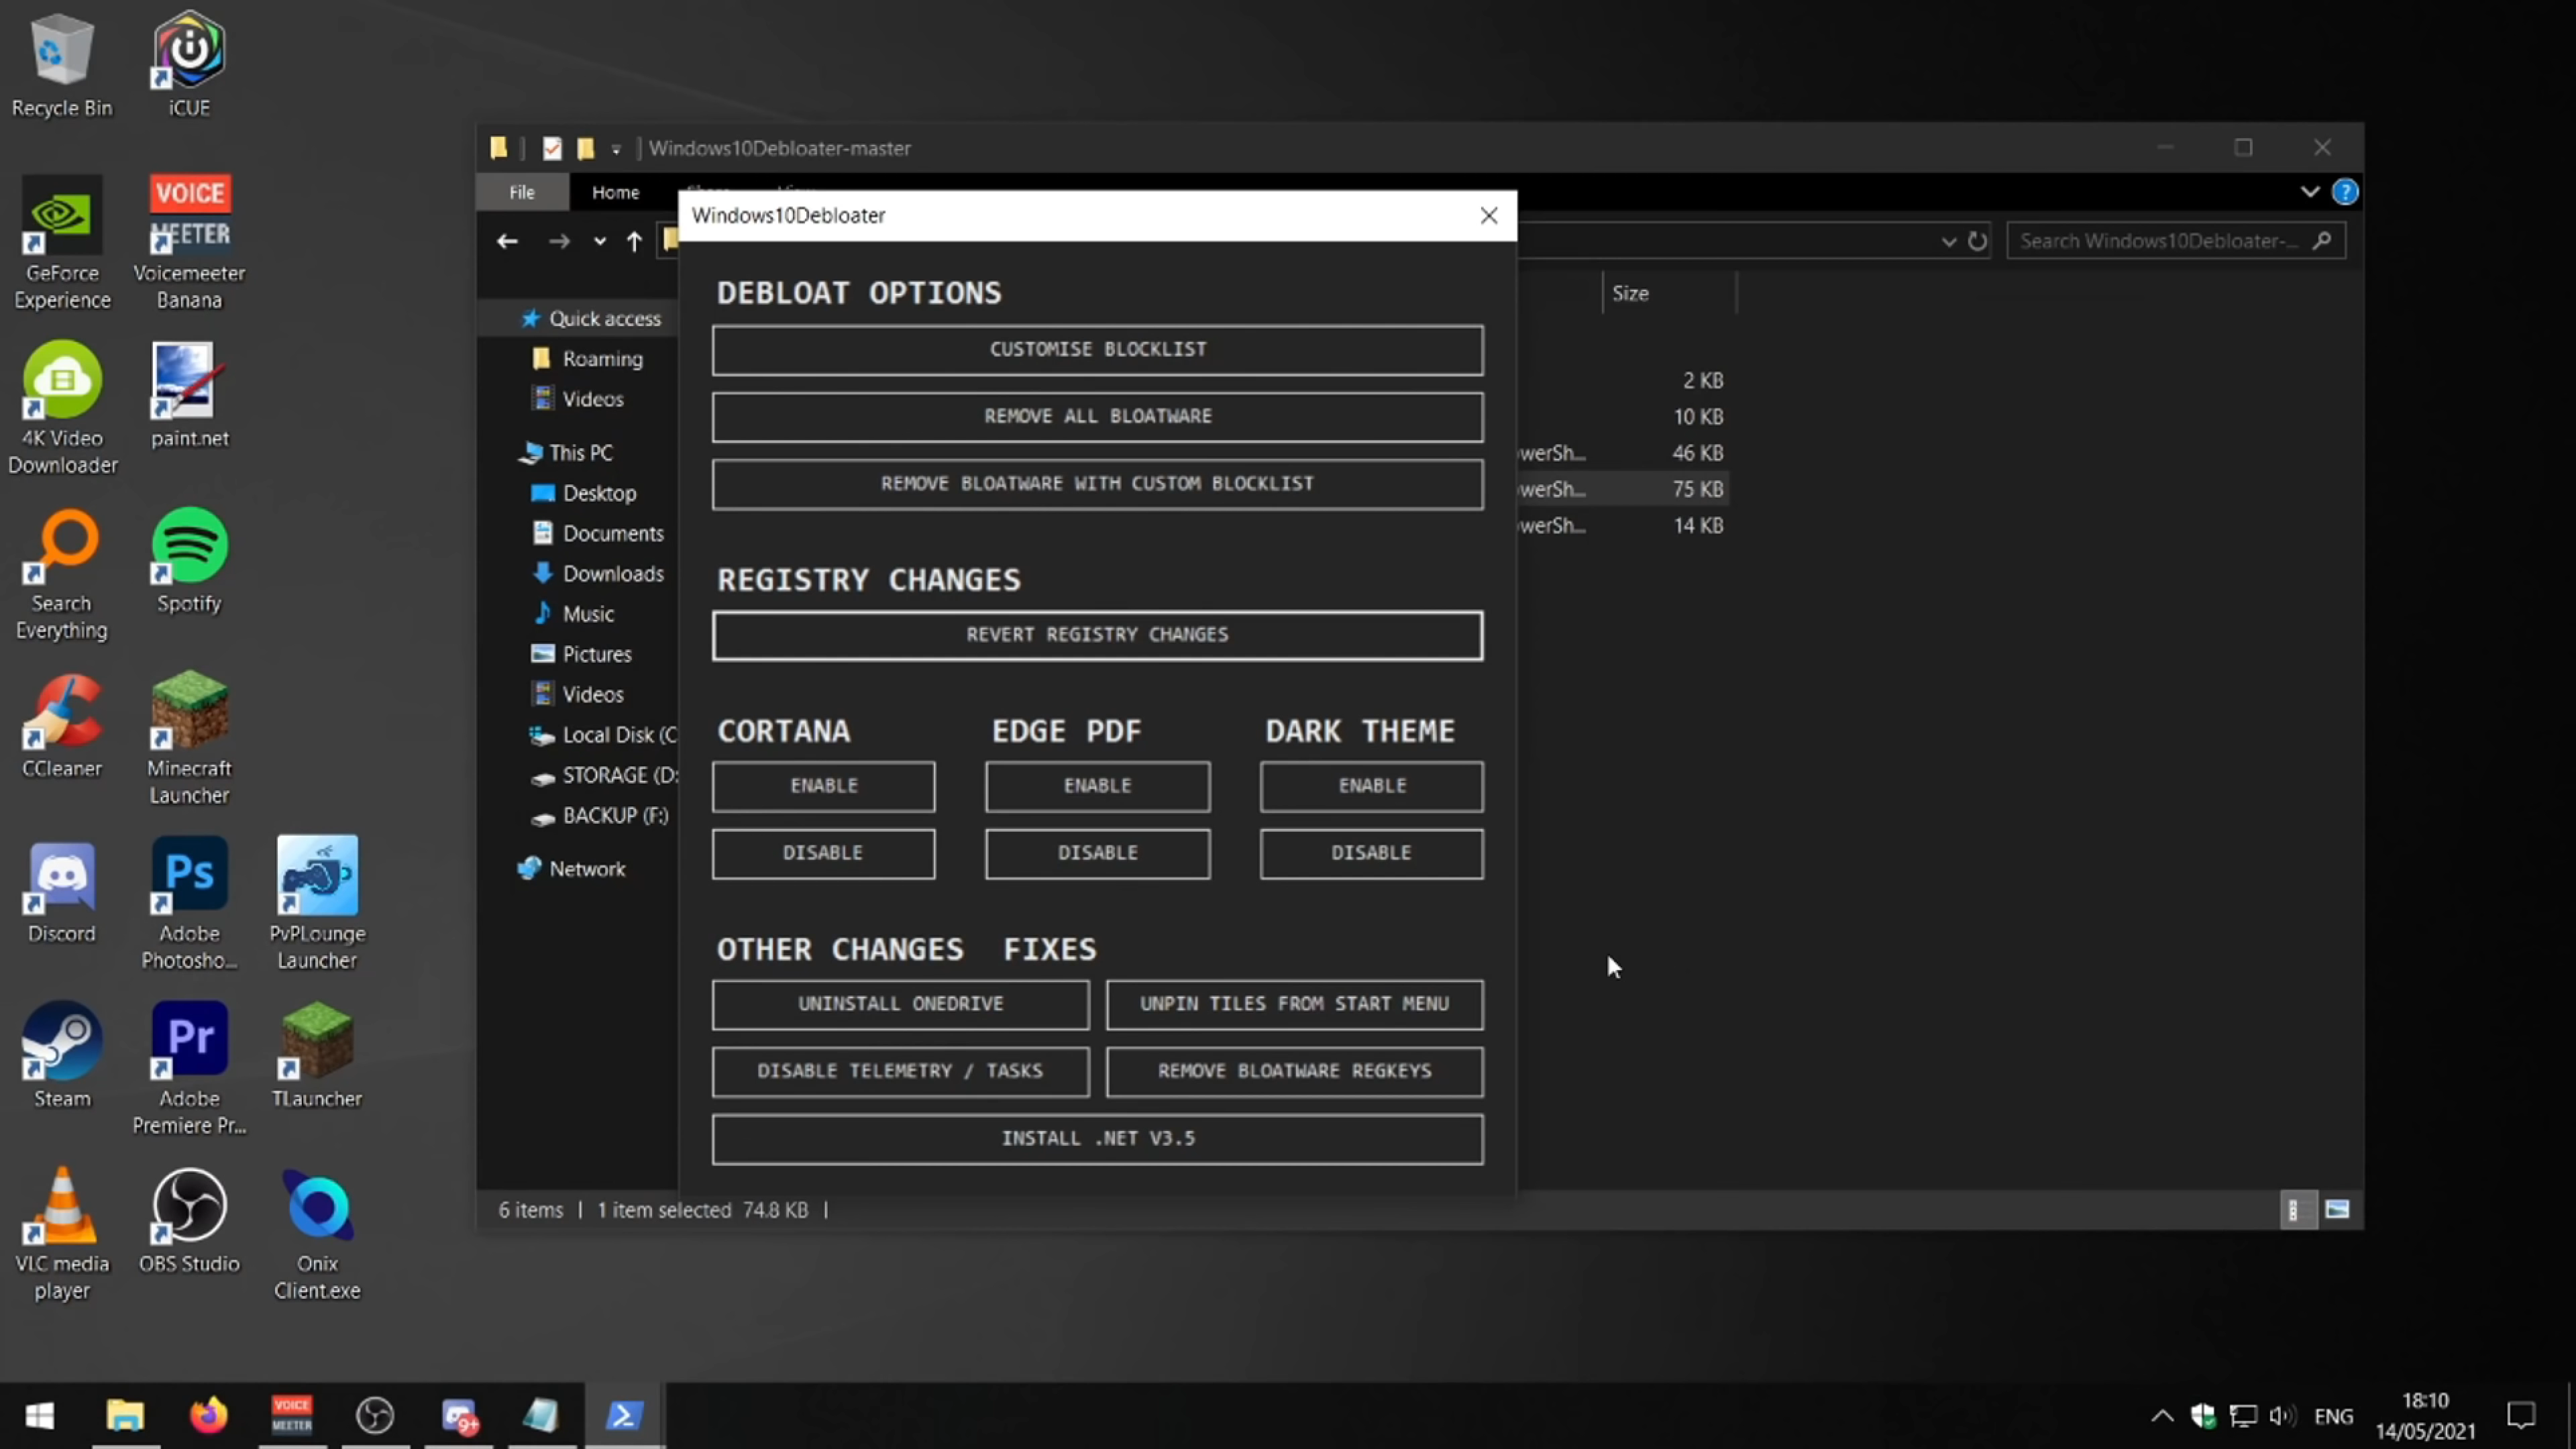 Recycle Bin
iCUE
GeForce
Experience
VOICE
MEETER
Voicemeeter
Banana
4K Video
Downloader
paint.net
Search
Everything
Spotify
CCleaner
Minecraft
Launcher
Discord
Ps
Adobe
Photosho...
PvPLounge
Launcher
Steam
Pr
Adobe
Premiere Pr...
TLauncher
VLC media
player
OBS Studio
Onix
Client.exe
Windows10Debloater-master
File
Home
Search Windows10Debloater-...
Quick access
Roaming
Videos
This PC
Desktop
Documents
Downloads
Music
Pictures
Videos
Local Disk (C
STORAGE (D:
BACKUP (F:)
Network
Size
2 KB
10 KB
werSh... 46 KB
werSh... 75 KB
werSh... 14 KB
6 items | 1 item selected 74.8 KB |
Windows10Debloater
DEBLOAT OPTIONS
CUSTOMISE BLOCKLIST
REMOVE ALL BLOATWARE
REMOVE BLOATWARE WITH CUSTOM BLOCKLIST
REGISTRY CHANGES
REVERT REGISTRY CHANGES
CORTANA
ENABLE
DISABLE
EDGE PDF
ENABLE
DISABLE
DARK THEME
ENABLE
DISABLE
OTHER CHANGES FIXES
UNINSTALL ONEDRIVE
UNPIN TILES FROM START MENU
DISABLE TELEMETRY / TASKS
REMOVE BLOATWARE REGKEYS
INSTALL .NET V3.5
VOICE
MEETER
9+
ENG
18:10
14/05/2021